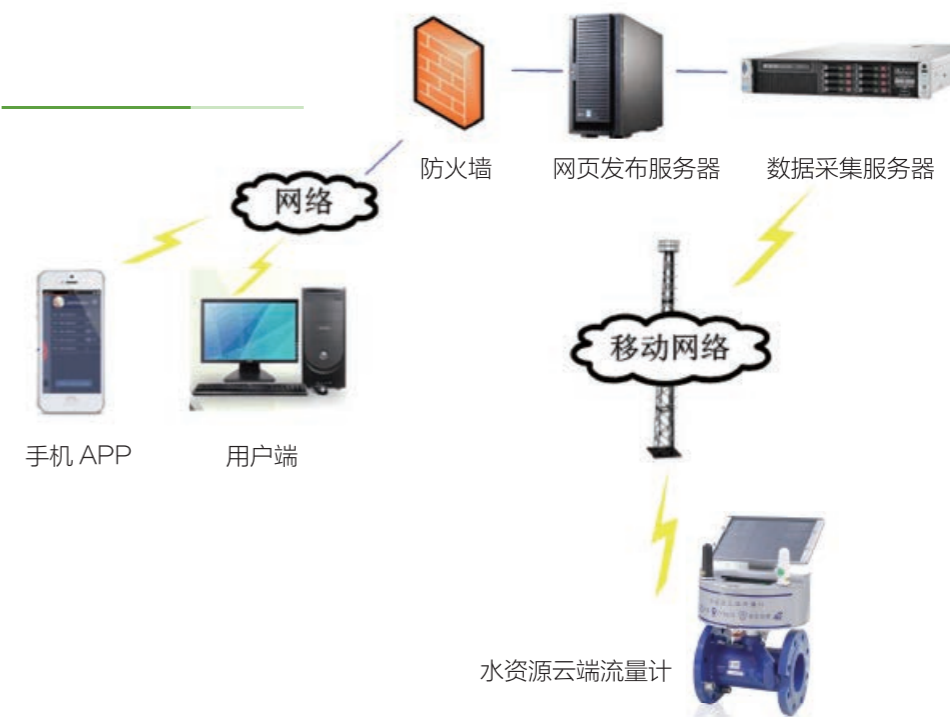 防火墙
网页发布服务器
数据采集服务器
网络
移动网络
手机 APP
用户端
水资源云端流量计